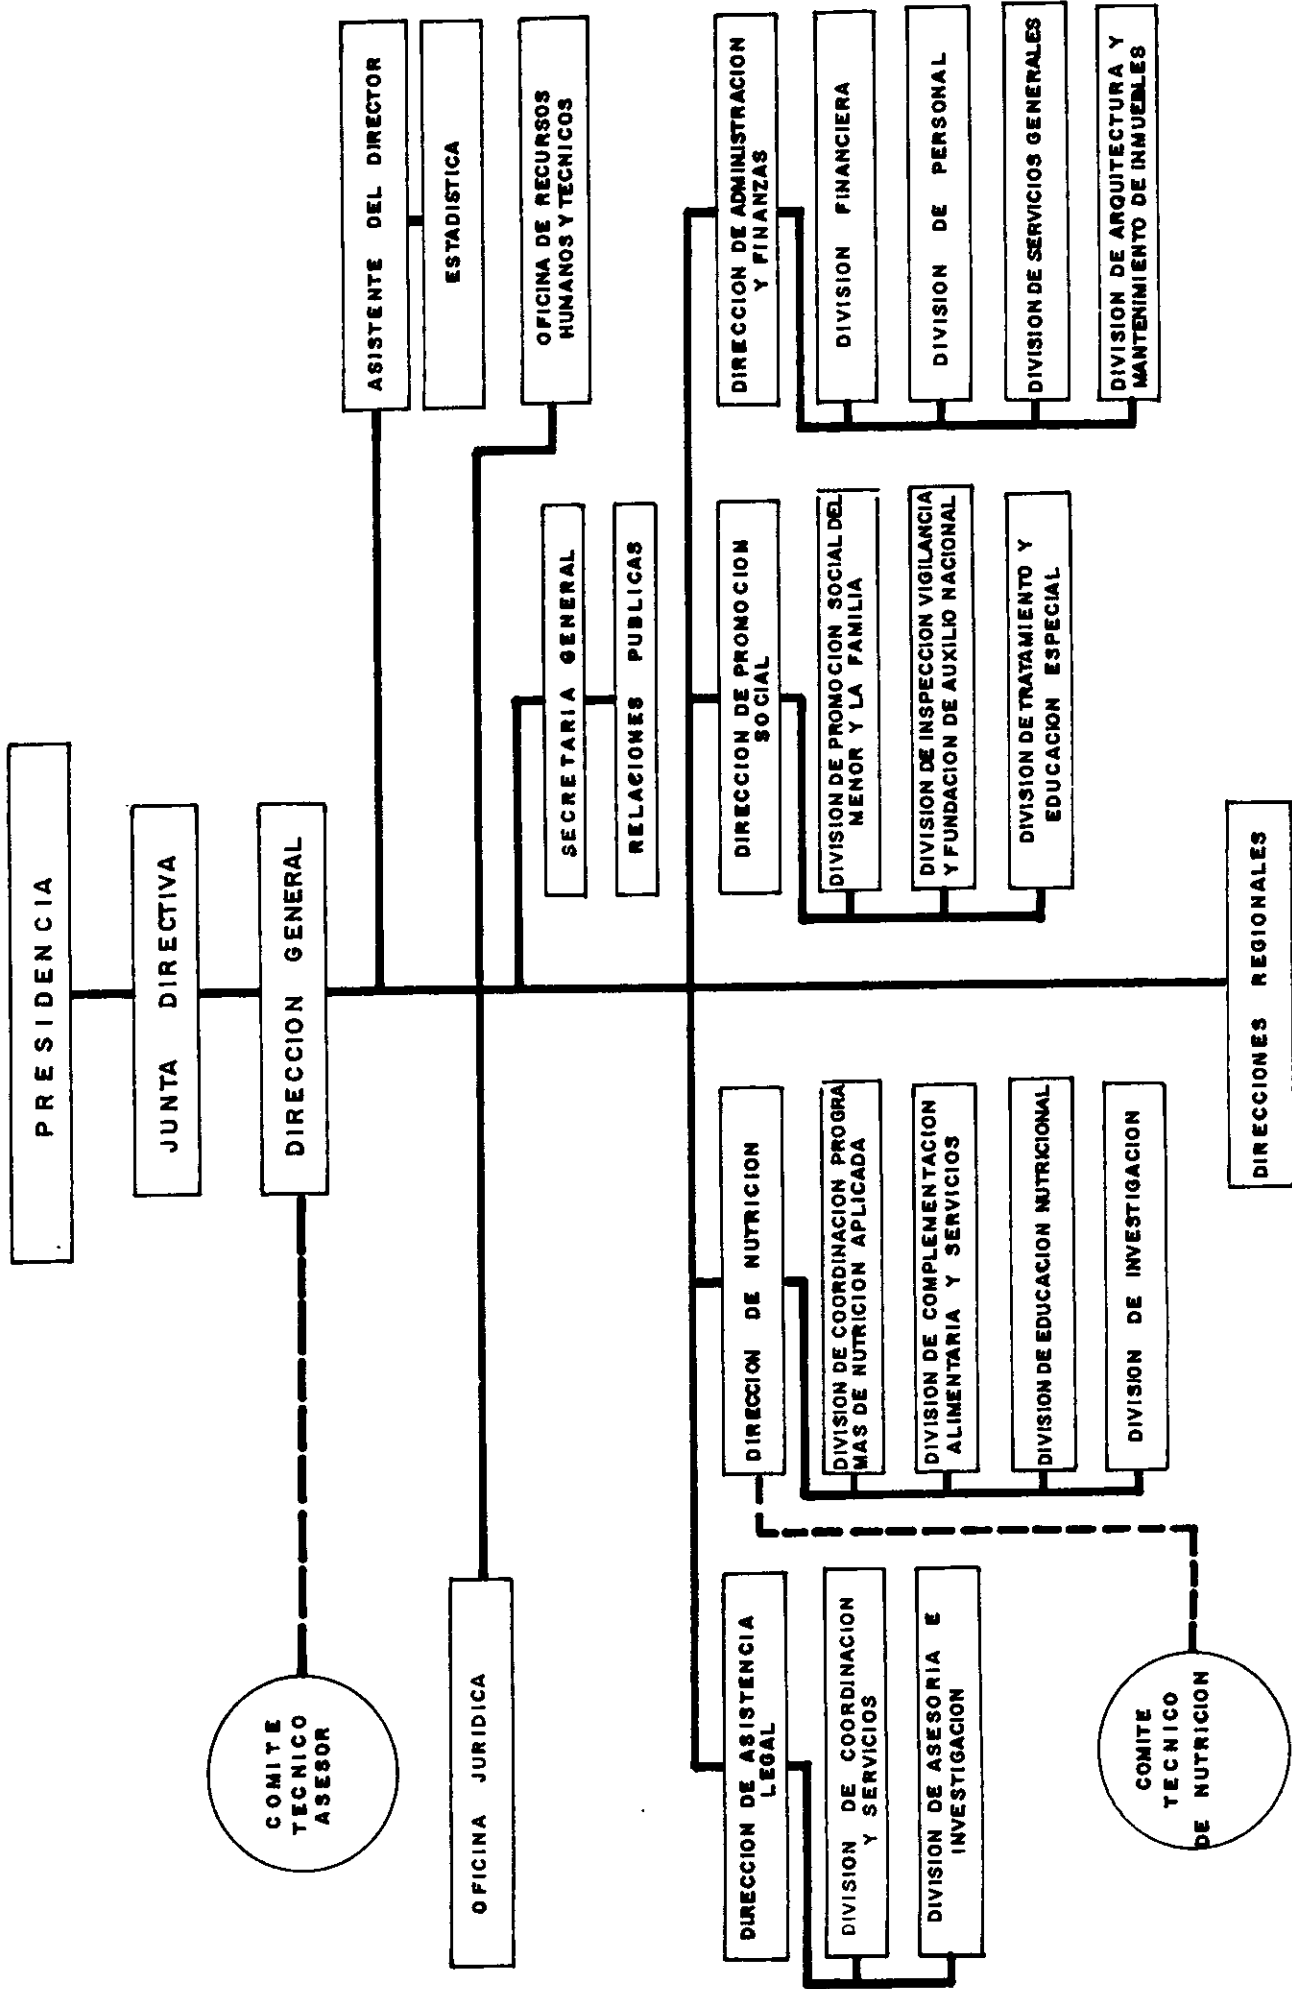 PRESIDENCIA
JUNTA DIRECTIVA
DIRECCION GENERAL
COMITE
TECNICO
ASESOR
ASISTENTE DEL DIRECTOR
ESTADISTICA
OFICINA JURIDICA
OFICINA DE RECURSOS
HUMANOS Y TECNICOS
SECRETARIA GENERAL
RELACIONES PUBLICAS
DIRECCION DE ASISTENCIA
LEGAL
DIVISION DE COORDINACION
Y SERVICIOS
DIVISION DE ASESORIA E
INVESTIGACION
DIRECCION DE NUTRICION
DIVISION DE COORDINACION PROGRA
MAS DE NUTRICION APLICADA
DIVISION DE COMPLEMENTACION
ALIMENTARIA Y SERVICIOS
DIVISION DE EDUCACION NUTRICIONAL
DIVISION DE INVESTIGACION
COMITE
TECNICO
DE NUTRICION
DIRECCION DE PROMOCION
SOCIAL
DIVISION DE PROMOCION SOCIAL DEL
MENOR Y LA FAMILIA
DIVISION DE INSPECCION VIGILANCIA
Y FUNDACION DE AUXILIO NACIONAL
DIVISION DE TRATAMIENTO Y
EDUCACION ESPECIAL
DIRECCION DE ADMINISTRACION
Y FINANZAS
DIVISION FINANCIERA
DIVISION DE PERSONAL
DIVISION DE SERVICIOS GENERALES
DIVISION DE ARQUITECTURA Y
MANTENIMIENTO DE INMUEBLES
DIRECCIONES REGIONALES